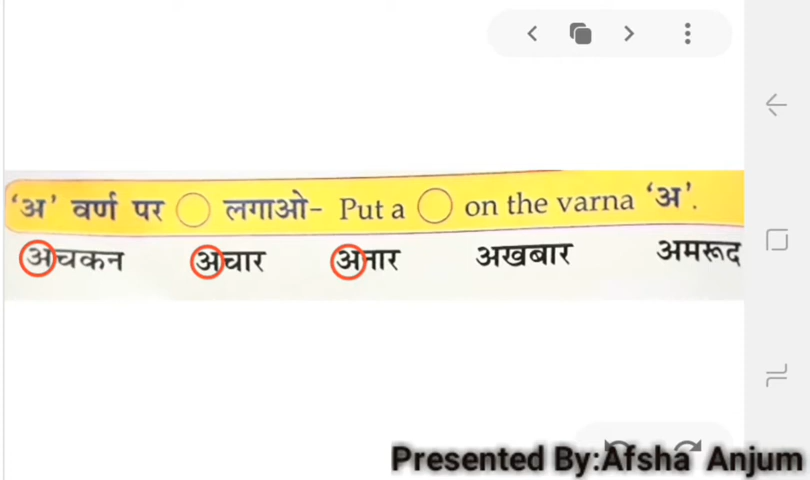 ‘अ’ वर्ण पर ◯ लगाओ– Put a ◯ on the varna ‘अ’.
अचकन अचार अनार अखबार अमरूद
Presented By:Afsha Anjum